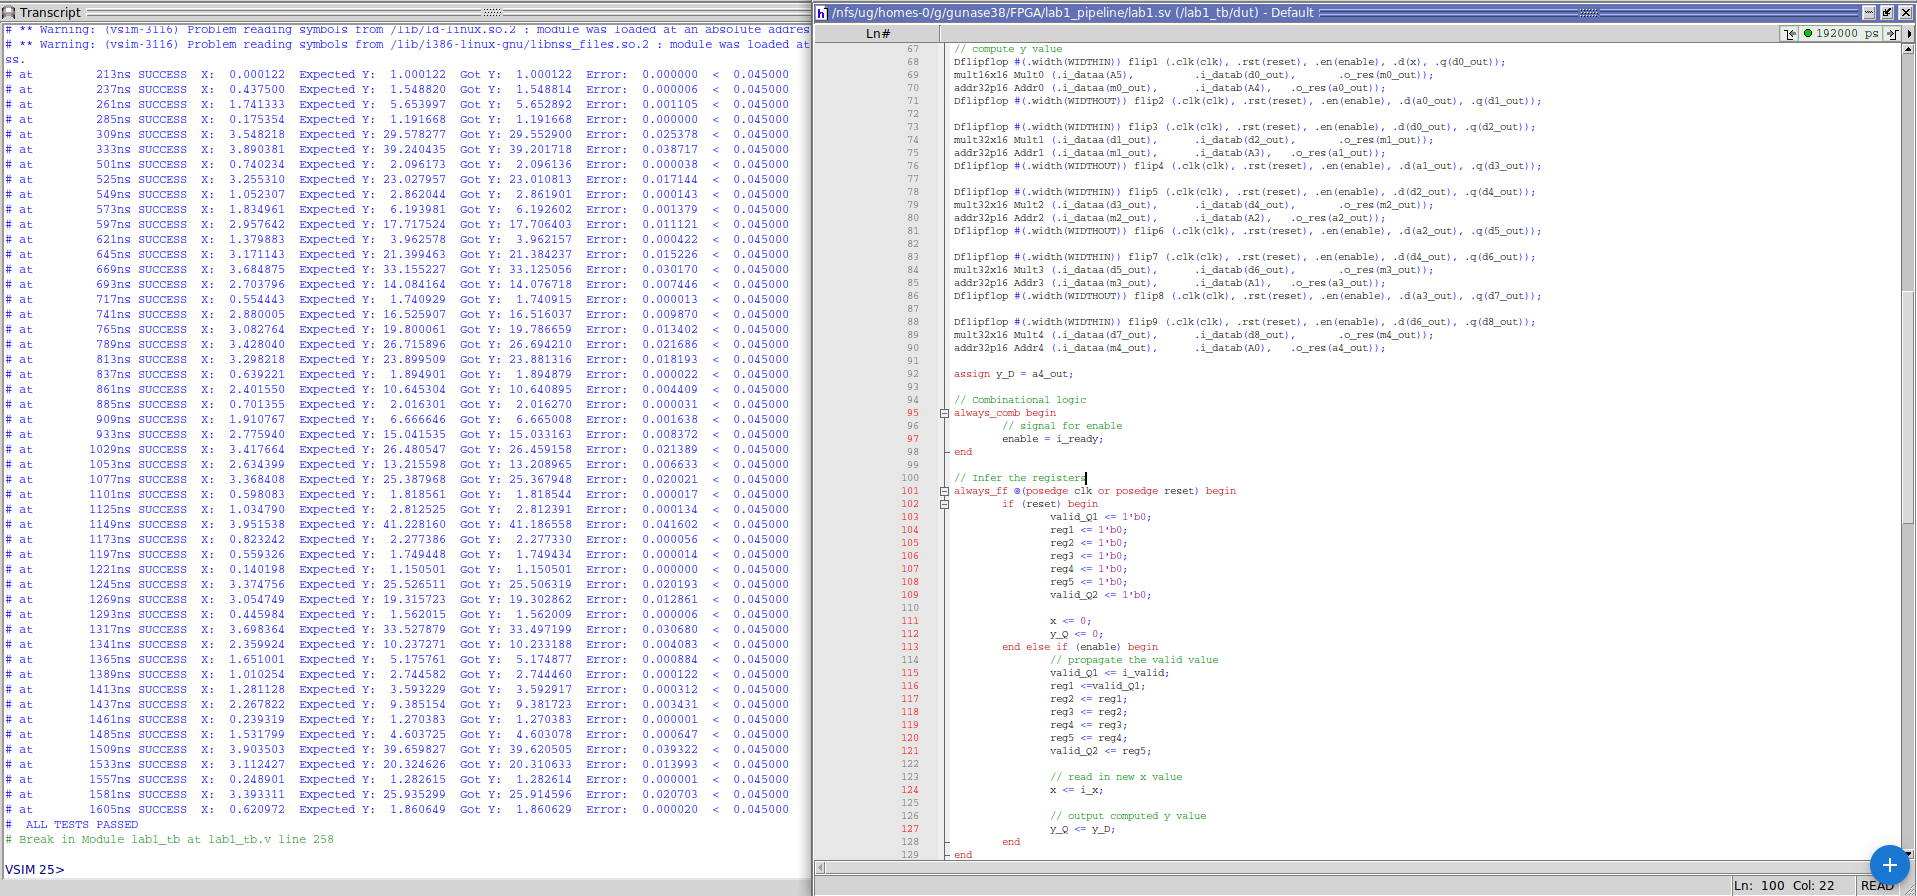 Transcript
# ** Warning: (vsim-3116) Problem reading symbols from /lib/ld-linux.so.2 : module was loaded at an absolute addres
# ** Warning: (vsim-3116) Problem reading symbols from /lib/i386-linux-gnu/libnss_files.so.2 : module was loaded at
ss.
# at 213ns SUCCESS X: 0.000122 Expected Y: 1.000122 Got Y: 1.000122 Error: 0.000000 < 0.045000
# at 237ns SUCCESS X: 0.437500 Expected Y: 1.548820 Got Y: 1.548814 Error: 0.000006 < 0.045000
# at 261ns SUCCESS X: 1.741333 Expected Y: 5.653997 Got Y: 5.652892 Error: 0.001105 < 0.045000
# at 285ns SUCCESS X: 0.175354 Expected Y: 1.191668 Got Y: 1.191668 Error: 0.000000 < 0.045000
# at 309ns SUCCESS X: 3.548218 Expected Y: 29.578277 Got Y: 29.552900 Error: 0.025378 < 0.045000
# at 333ns SUCCESS X: 3.890381 Expected Y: 39.240435 Got Y: 39.201718 Error: 0.038717 < 0.045000
# at 501ns SUCCESS X: 0.740234 Expected Y: 2.096173 Got Y: 2.096136 Error: 0.000038 < 0.045000
# at 525ns SUCCESS X: 3.255310 Expected Y: 23.027957 Got Y: 23.010813 Error: 0.017144 < 0.045000
# at 549ns SUCCESS X: 1.052307 Expected Y: 2.862044 Got Y: 2.861901 Error: 0.000143 < 0.045000
# at 573ns SUCCESS X: 1.834961 Expected Y: 6.193981 Got Y: 6.192602 Error: 0.001379 < 0.045000
# at 597ns SUCCESS X: 2.957642 Expected Y: 17.717524 Got Y: 17.706403 Error: 0.011121 < 0.045000
# at 621ns SUCCESS X: 1.379883 Expected Y: 3.962578 Got Y: 3.962157 Error: 0.000422 < 0.045000
# at 645ns SUCCESS X: 3.171143 Expected Y: 21.399463 Got Y: 21.384237 Error: 0.015226 < 0.045000
# at 669ns SUCCESS X: 3.684875 Expected Y: 33.155227 Got Y: 33.125056 Error: 0.030170 < 0.045000
# at 693ns SUCCESS X: 2.703796 Expected Y: 14.084164 Got Y: 14.076718 Error: 0.007446 < 0.045000
# at 717ns SUCCESS X: 0.554443 Expected Y: 1.740929 Got Y: 1.740915 Error: 0.000013 < 0.045000
# at 741ns SUCCESS X: 2.880005 Expected Y: 16.525907 Got Y: 16.516037 Error: 0.009870 < 0.045000
# at 765ns SUCCESS X: 3.082764 Expected Y: 19.800061 Got Y: 19.786659 Error: 0.013402 < 0.045000
# at 789ns SUCCESS X: 3.428040 Expected Y: 26.715896 Got Y: 26.694210 Error: 0.021686 < 0.045000
# at 813ns SUCCESS X: 3.298218 Expected Y: 23.899509 Got Y: 23.881316 Error: 0.018193 < 0.045000
# at 837ns SUCCESS X: 0.639221 Expected Y: 1.894901 Got Y: 1.894879 Error: 0.000022 < 0.045000
# at 861ns SUCCESS X: 2.401550 Expected Y: 10.645304 Got Y: 10.640895 Error: 0.004409 < 0.045000
# at 885ns SUCCESS X: 0.701355 Expected Y: 2.016301 Got Y: 2.016270 Error: 0.000031 < 0.045000
# at 909ns SUCCESS X: 1.910767 Expected Y: 6.666646 Got Y: 6.665008 Error: 0.001638 < 0.045000
# at 933ns SUCCESS X: 2.775940 Expected Y: 15.041535 Got Y: 15.033163 Error: 0.008372 < 0.045000
# at 1029ns SUCCESS X: 3.417664 Expected Y: 26.480547 Got Y: 26.459158 Error: 0.021389 < 0.045000
# at 1053ns SUCCESS X: 2.634399 Expected Y: 13.215598 Got Y: 13.208965 Error: 0.006633 < 0.045000
# at 1077ns SUCCESS X: 3.368408 Expected Y: 25.387968 Got Y: 25.367948 Error: 0.020021 < 0.045000
# at 1101ns SUCCESS X: 0.598083 Expected Y: 1.818561 Got Y: 1.818544 Error: 0.000017 < 0.045000
# at 1125ns SUCCESS X: 1.034790 Expected Y: 2.812525 Got Y: 2.812391 Error: 0.000134 < 0.045000
# at 1149ns SUCCESS X: 3.951538 Expected Y: 41.228160 Got Y: 41.186558 Error: 0.041602 < 0.045000
# at 1173ns SUCCESS X: 0.823242 Expected Y: 2.277386 Got Y: 2.277330 Error: 0.000056 < 0.045000
# at 1197ns SUCCESS X: 0.559326 Expected Y: 1.749448 Got Y: 1.749434 Error: 0.000014 < 0.045000
# at 1221ns SUCCESS X: 0.140198 Expected Y: 1.150501 Got Y: 1.150501 Error: 0.000000 < 0.045000
# at 1245ns SUCCESS X: 3.374756 Expected Y: 25.526511 Got Y: 25.506319 Error: 0.020193 < 0.045000
# at 1269ns SUCCESS X: 3.054749 Expected Y: 19.315723 Got Y: 19.302862 Error: 0.012861 < 0.045000
# at 1293ns SUCCESS X: 0.445984 Expected Y: 1.562015 Got Y: 1.562009 Error: 0.000006 < 0.045000
# at 1317ns SUCCESS X: 3.698364 Expected Y: 33.527879 Got Y: 33.497199 Error: 0.030680 < 0.045000
# at 1341ns SUCCESS X: 2.359924 Expected Y: 10.237271 Got Y: 10.233188 Error: 0.004083 < 0.045000
# at 1365ns SUCCESS X: 1.651001 Expected Y: 5.175761 Got Y: 5.174877 Error: 0.000884 < 0.045000
# at 1389ns SUCCESS X: 1.010254 Expected Y: 2.744582 Got Y: 2.744460 Error: 0.000122 < 0.045000
# at 1413ns SUCCESS X: 1.281128 Expected Y: 3.593229 Got Y: 3.592917 Error: 0.000312 < 0.045000
# at 1437ns SUCCESS X: 2.267822 Expected Y: 9.385154 Got Y: 9.381723 Error: 0.003431 < 0.045000
# at 1461ns SUCCESS X: 0.239319 Expected Y: 1.270383 Got Y: 1.270383 Error: 0.000001 < 0.045000
# at 1485ns SUCCESS X: 1.531799 Expected Y: 4.603725 Got Y: 4.603078 Error: 0.000647 < 0.045000
# at 1509ns SUCCESS X: 3.903503 Expected Y: 39.659827 Got Y: 39.620505 Error: 0.039322 < 0.045000
# at 1533ns SUCCESS X: 3.112427 Expected Y: 20.324626 Got Y: 20.310633 Error: 0.013993 < 0.045000
# at 1557ns SUCCESS X: 0.248901 Expected Y: 1.282615 Got Y: 1.282614 Error: 0.000001 < 0.045000
# at 1581ns SUCCESS X: 3.393311 Expected Y: 25.935299 Got Y: 25.914596 Error: 0.020703 < 0.045000
# at 1605ns SUCCESS X: 0.620972 Expected Y: 1.860649 Got Y: 1.860629 Error: 0.000020 < 0.045000
# ALL TESTS PASSED
# Break in Module lab1_tb at lab1_tb.v line 258
VSIM 25>
h /nfs/ug/homes-0/g/gunase38/FPGA/lab1_pipeline/lab1.sv (/lab1_tb/dut) - Default
Ln#
192000 ps
67 // compute y value
68 Dflipflop #(.width(WIDTHIN)) flip1 (.clk(clk), .rst(reset), .en(enable), .d(x), .q(d0_out));
69 mult16x16 Mult0 (.i_dataa(A5), .i_datab(d0_out), .o_res(m0_out));
70 addr32p16 Addr0 (.i_dataa(m0_out), .i_datab(A4), .o_res(a0_out));
71 Dflipflop #(.width(WIDTHOUT)) flip2 (.clk(clk), .rst(reset), .en(enable), .d(a0_out), .q(d1_out));
72
73 Dflipflop #(.width(WIDTHIN)) flip3 (.clk(clk), .rst(reset), .en(enable), .d(d0_out), .q(d2_out));
74 mult32x16 Mult1 (.i_dataa(d1_out), .i_datab(d2_out), .o_res(m1_out));
75 addr32p16 Addr1 (.i_dataa(m1_out), .i_datab(A3), .o_res(a1_out));
76 Dflipflop #(.width(WIDTHOUT)) flip4 (.clk(clk), .rst(reset), .en(enable), .d(a1_out), .q(d3_out));
77
78 Dflipflop #(.width(WIDTHIN)) flip5 (.clk(clk), .rst(reset), .en(enable), .d(d2_out), .q(d4_out));
79 mult32x16 Mult2 (.i_dataa(d3_out), .i_datab(d4_out), .o_res(m2_out));
80 addr32p16 Addr2 (.i_dataa(m2_out), .i_datab(A2), .o_res(a2_out));
81 Dflipflop #(.width(WIDTHOUT)) flip6 (.clk(clk), .rst(reset), .en(enable), .d(a2_out), .q(d5_out));
82
83 Dflipflop #(.width(WIDTHIN)) flip7 (.clk(clk), .rst(reset), .en(enable), .d(d4_out), .q(d6_out));
84 mult32x16 Mult3 (.i_dataa(d5_out), .i_datab(d6_out), .o_res(m3_out));
85 addr32p16 Addr3 (.i_dataa(m3_out), .i_datab(A1), .o_res(a3_out));
86 Dflipflop #(.width(WIDTHOUT)) flip8 (.clk(clk), .rst(reset), .en(enable), .d(a3_out), .q(d7_out));
87
88 Dflipflop #(.width(WIDTHIN)) flip9 (.clk(clk), .rst(reset), .en(enable), .d(d6_out), .q(d8_out));
89 mult32x16 Mult4 (.i_dataa(d7_out), .i_datab(d8_out), .o_res(m4_out));
90 addr32p16 Addr4 (.i_dataa(m4_out), .i_datab(A0), .o_res(a4_out));
91
92 assign y_D = a4_out;
93
94 // Combinational logic
95 always_comb begin
96 // signal for enable
97 enable = i_ready;
98 end
99
100 // Infer the registers
101 always_ff @(posedge clk or posedge reset) begin
102 if (reset) begin
103 valid_Q1 <= 1'b0;
104 reg1 <= 1'b0;
105 reg2 <= 1'b0;
106 reg3 <= 1'b0;
107 reg4 <= 1'b0;
108 reg5 <= 1'b0;
109 valid_Q2 <= 1'b0;
110
111 x <= 0;
112 y_Q <= 0;
113 end else if (enable) begin
114 // propagate the valid value
115 valid_Q1 <= i_valid;
116 reg1 <=valid_Q1;
117 reg2 <= reg1;
118 reg3 <= reg2;
119 reg4 <= reg3;
120 reg5 <= reg4;
121 valid_Q2 <= reg5;
122
123 // read in new x value
124 x <= i_x;
125
126 // output computed y value
127 y_Q <= y_D;
128 end
129 end
Ln: 100 Col: 22 READ